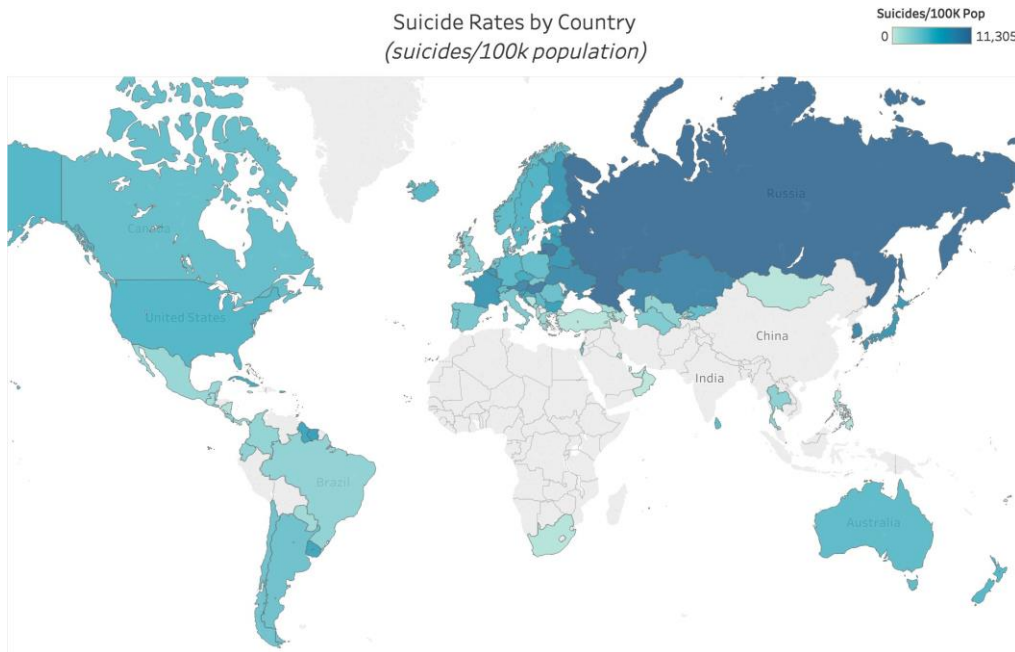 Suicide Rates by Country
(suicides/100k population)
Suicides/100K Pop
0 11,305
Canada
Russia
United States
China
India
Brazil
Australia